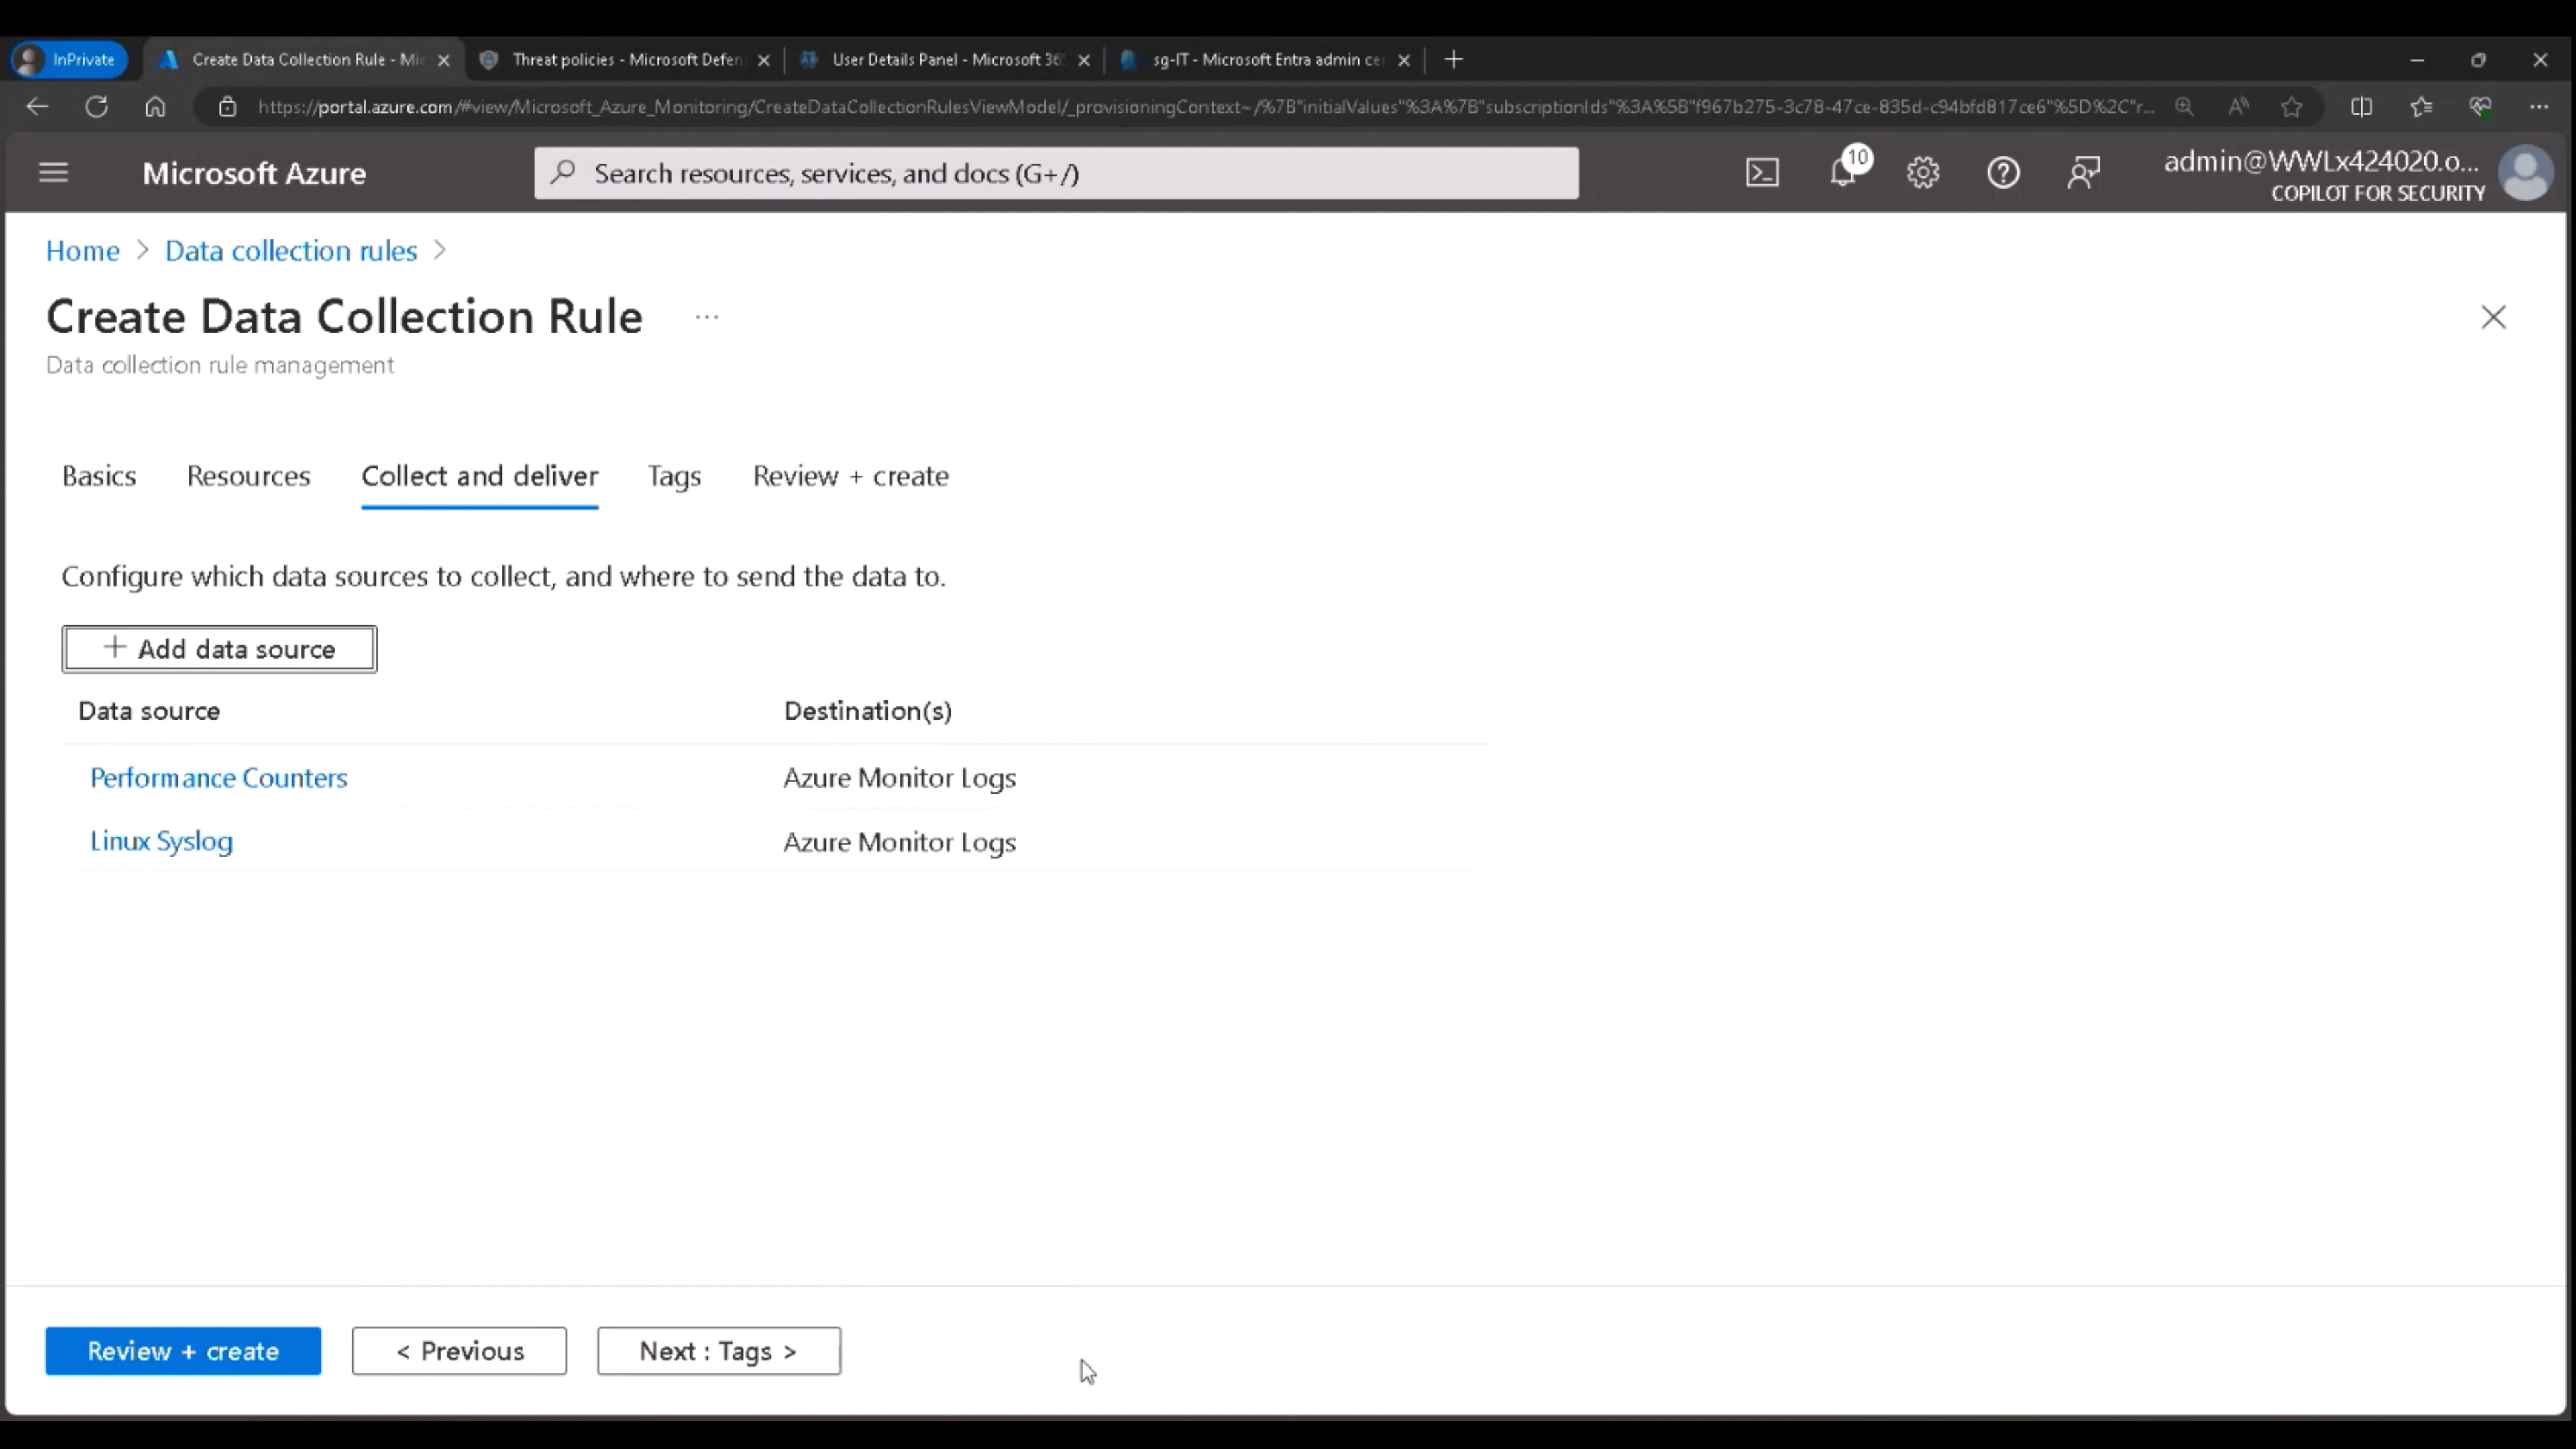 InPrivate
Create Data Collection Rule - Mi
Threat policies - Microsoft Defen
User Details Panel - Microsoft 36
sg-IT - Microsoft Entra admin cer
https://portal.azure.com/#view/Microsoft_Azure_Monitoring/CreateDataCollectionRulesViewModel/_provisioningContext~/%7B"initialValues"%3A%7B"subscriptionIds"%3A%5B"f967b275-3c78-47ce-835d-c94bfd817ce6"%5D%2C"r...
Microsoft Azure
Search resources, services, and docs (G+/)
10
admin@WWLx424020.o...
COPILOT FOR SECURITY
Home > Data collection rules >
Create Data Collection Rule ...
Data collection rule management
Basics Resources Collect and deliver Tags Review + create
Configure which data sources to collect, and where to send the data to.
+ Add data source
Data source Destination(s)
Performance Counters Azure Monitor Logs
Linux Syslog Azure Monitor Logs
Review + create < Previous Next : Tags >